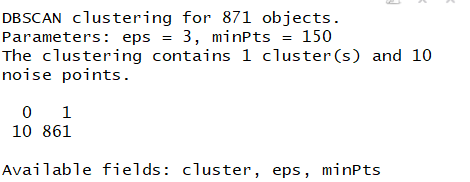 DBSCAN clustering for 871 objects.
Parameters: eps = 3, minPts = 150
The clustering contains 1 cluster(s) and 10
noise points.
0 1
10 861
Available fields: cluster, eps, minPts